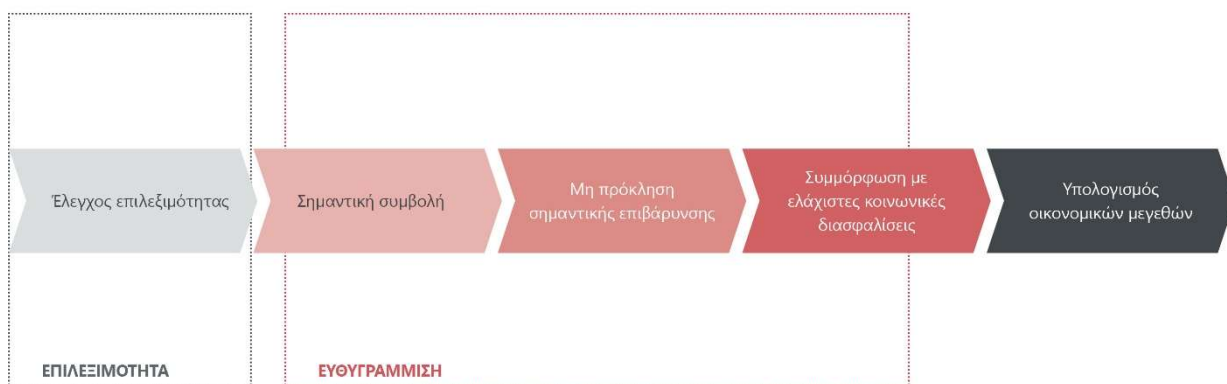 Έλεγχος επιλεξιμότητας
Σημαντική συμβολή
Μη πρόκληση
σημαντικής επιβάρυνσης
Συμμόρφωση με
ελάχιστες κοινωνικές
διασφαλίσεις
Υπολογισμός
οικονομικών μεγεθών
ΕΠΙΛΕΞΙΜΟΤΗΤΑ
ΕΥΘΥΓΡΑΜΜΙΣΗ